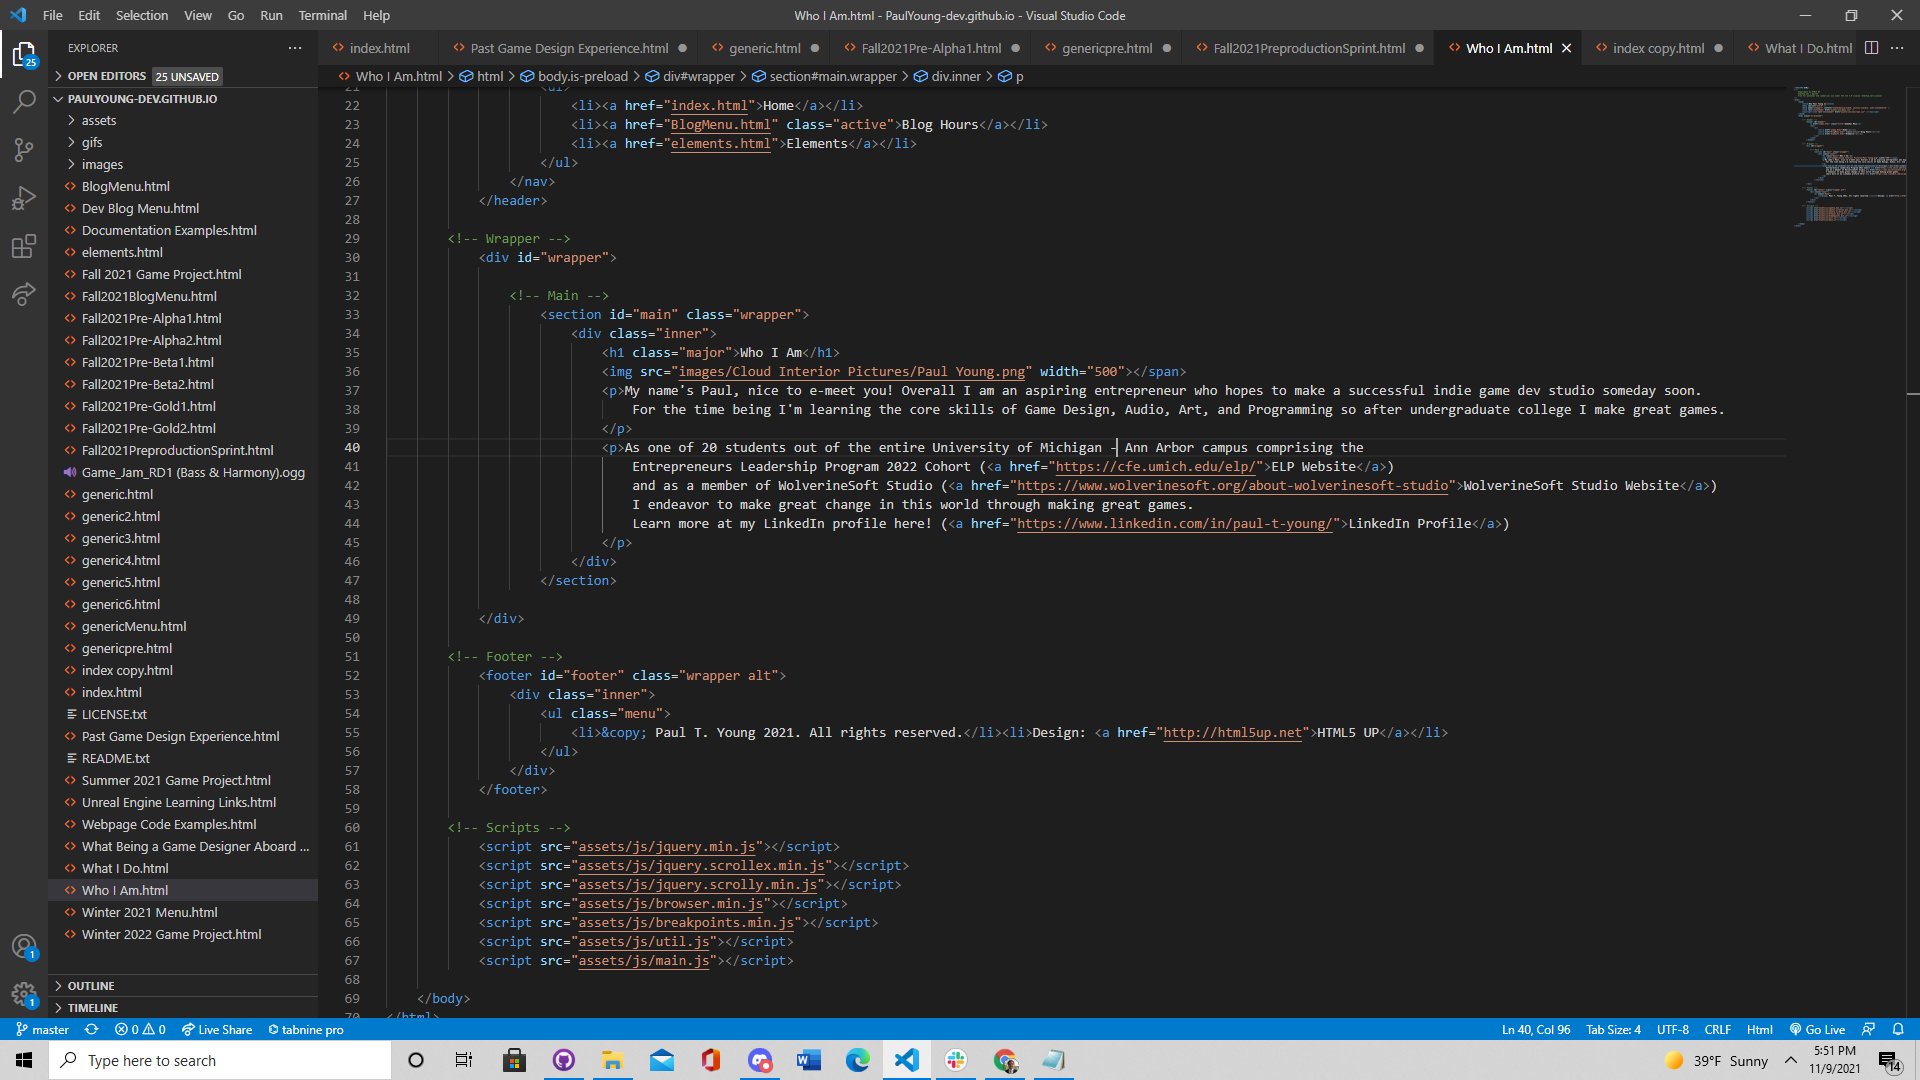 File Edit Selection View Go Run Terminal Help
Who I Am.html - PaulYoung-dev.github.io - Visual Studio Code
25
EXPLORER
OPEN EDITORS 25 UNSAVED
PAULYOUNG-DEV.GITHUB.IO
assets
gifs
images
BlogMenu.html
Dev Blog Menu.html
Documentation Examples.html
elements.html
Fall 2021 Game Project.html
Fall2021BlogMenu.html
Fall2021Pre-Alpha1.html
Fall2021Pre-Alpha2.html
Fall2021Pre-Beta1.html
Fall2021Pre-Beta2.html
Fall2021Pre-Gold1.html
Fall2021Pre-Gold2.html
Fall2021PreproductionSprint.html
Game_Jam_RD1 (Bass & Harmony).ogg
generic.html
generic2.html
generic3.html
generic4.html
generic5.html
generic6.html
genericMenu.html
genericpre.html
index copy.html
index.html
LICENSE.txt
Past Game Design Experience.html
README.txt
Summer 2021 Game Project.html
Unreal Engine Learning Links.html
Webpage Code Examples.html
What Being a Game Designer Aboard ...
What I Do.html
Who I Am.html
Winter 2021 Menu.html
Winter 2022 Game Project.html
OUTLINE
TIMELINE
1
1
index.html Past Game Design Experience.html generic.html Fall2021Pre-Alpha1.html genericpre.html Fall2021PreproductionSprint.html Who I Am.html index copy.html What I Do.html
Who I Am.html > html > body.is-preload > div#wrapper > section#main.wrapper > div.inner > p
21 <ul>
22 <li><a href="index.html">Home</a></li>
23 <li><a href="BlogMenu.html" class="active">Blog Hours</a></li>
24 <li><a href="elements.html">Elements</a></li>
25 </ul>
26 </nav>
27 </header>
28
29 <!-- Wrapper -->
30 <div id="wrapper">
31
32 <!-- Main -->
33 <section id="main" class="wrapper">
34 <div class="inner">
35 <h1 class="major">Who I Am</h1>
36 <img src="images/Cloud Interior Pictures/Paul Young.png" width="500"></span>
37 <p>My name's Paul, nice to e-meet you! Overall I am an aspiring entrepreneur who hopes to make a successful indie game dev studio someday soon.
38 For the time being I'm learning the core skills of Game Design, Audio, Art, and Programming so after undergraduate college I make great games.
39 </p>
40 <p>As one of 20 students out of the entire University of Michigan - Ann Arbor campus comprising the
41 Entrepreneurs Leadership Program 2022 Cohort (<a href="https://cfe.umich.edu/elp/">ELP Website</a>)
42 and as a member of WolverineSoft Studio (<a href="https://www.wolverinesoft.org/about-wolverinesoft-studio">WolverineSoft Studio Website</a>)
43 I endeavor to make great change in this world through making great games.
44 Learn more at my LinkedIn profile here! (<a href="https://www.linkedin.com/in/paul-t-young/">LinkedIn Profile</a>)
45 </p>
46 </div>
47 </section>
48
49 </div>
50
51 <!-- Footer -->
52 <footer id="footer" class="wrapper alt">
53 <div class="inner">
54 <ul class="menu">
55 <li>&copy; Paul T. Young 2021. All rights reserved.</li><li>Design: <a href="http://html5up.net">HTML5 UP</a></li>
56 </ul>
57 </div>
58 </footer>
59
60 <!-- Scripts -->
61 <script src="assets/js/jquery.min.js"></script>
62 <script src="assets/js/jquery.scrollex.min.js"></script>
63 <script src="assets/js/jquery.scrolly.min.js"></script>
64 <script src="assets/js/browser.min.js"></script>
65 <script src="assets/js/breakpoints.min.js"></script>
66 <script src="assets/js/util.js"></script>
67 <script src="assets/js/main.js"></script>
68
69 </body>
70 </html>
master 0 0 Live Share tabnine pro Ln 40, Col 96 Tab Size: 4 UTF-8 CRLF Html Go Live
Type here to search
39°F Sunny
5:51 PM
11/9/2021
14